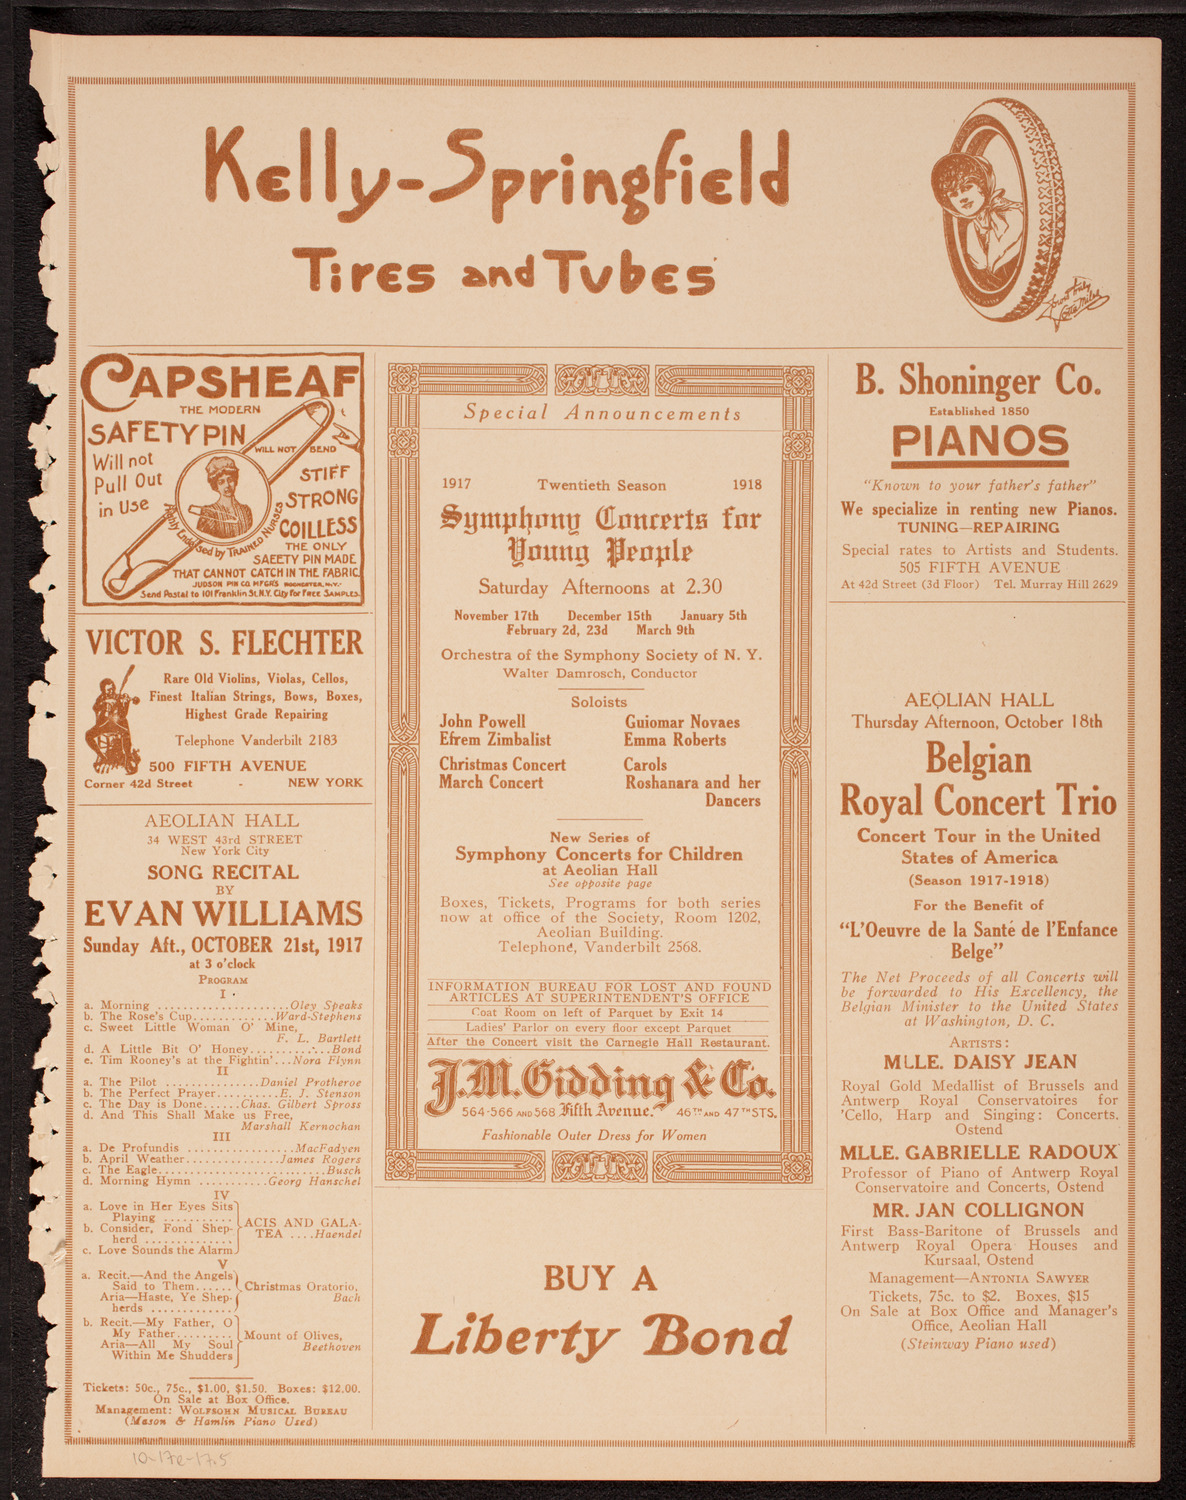 Kelly-Springfield
Tires and Tubes
Yours truly
Lotta Miles
CAPSHEAF
THE MODERN
SAFETY PIN
WILL NOT BEND
Will not
Pull Out
in Use
STIFF
STRONG
COILLESS
Highly Endorsed by TRAINED NURSES
THE ONLY
SAFETY PIN MADE
THAT CANNOT CATCH IN THE FABRIC.
JUDSON PIN CO. MFGRS. ROCHESTER, N.Y.
Send Postal to 101 Franklin St. N.Y. City for Free Samples.
VICTOR S. FLECHTER
Rare Old Violins, Violas, Cellos,
Finest Italian Strings, Bows, Boxes,
Highest Grade Repairing
Telephone Vanderbilt 2183
500 FIFTH AVENUE
Corner 42d Street - NEW YORK
AEOLIAN HALL
34 WEST 43rd STREET
New York City
SONG RECITAL
BY
EVAN WILLIAMS
Sunday Aft., OCTOBER 21st, 1917
at 3 o'clock
PROGRAM
I
a. Morning ................Oley Speaks
b. The Rose's Cup............Ward-Stephens
c. Sweet Little Woman O' Mine,
F. L. Bartlett
d. A Little Bit O' Honey............Bond
e. Tim Rooney's at the Fightin'...Nora Flynn
II
a. The Pilot ...............Daniel Protheroe
b. The Perfect Prayer..........E. J. Stenson
c. The Day is Done......Chas. Gilbert Spross
d. And This Shall Make us Free,
Marshall Kernochan
III
a. De Profundis .................MacFadyen
b. April Weather...............James Rogers
c. The Eagle...........................Busch
d. Morning Hymn ...........Georg Hanschel
IV
a. Love in Her Eyes Sits
Playing ...........
b. Consider, Fond Shep-
herd ..............
c. Love Sounds the Alarm
ACIS AND GALA-
TEA ....Haendel
V
a. Recit.—And the Angels
Said to Them......
Aria—Haste, Ye Shep-
herds .............
Christmas Oratorio,
Bach
b. Recit.—My Father, O
My Father.........
Aria—All My Soul
Within Me Shudders
Mount of Olives,
Beethoven
Tickets: 50c., 75c., $1.00, $1.50. Boxes: $12.00.
On Sale at Box Office.
Management: WOLFSOHN MUSICAL BUREAU
(Mason & Hamlin Piano Used)
Special Announcements
1917 Twentieth Season 1918
Symphony Concerts for
Young People
Saturday Afternoons at 2.30
November 17th December 15th January 5th
February 2d, 23d March 9th
Orchestra of the Symphony Society of N. Y.
Walter Damrosch, Conductor
Soloists
John Powell Guiomar Novaes
Efrem Zimbalist Emma Roberts
Christmas Concert Carols
March Concert Roshanara and her
Dancers
New Series of
Symphony Concerts for Children
at Aeolian Hall
See opposite page
Boxes, Tickets, Programs for both series
now at office of the Society, Room 1202,
Aeolian Building.
Telephone, Vanderbilt 2568.
INFORMATION BUREAU FOR LOST AND FOUND
ARTICLES AT SUPERINTENDENT'S OFFICE
Coat Room on left of Parquet by Exit 14
Ladies' Parlor on every floor except Parquet
After the Concert visit the Carnegie Hall Restaurant.
J.M. Gidding & Co.
564-566 AND 568 Fifth Avenue. 46TH AND 47TH STS.
Fashionable Outer Dress for Women
BUY A
Liberty Bond
B. Shoninger Co.
Established 1850
PIANOS
"Known to your father's father"
We specialize in renting new Pianos.
TUNING—REPAIRING
Special rates to Artists and Students.
505 FIFTH AVENUE
At 42d Street (3d Floor) Tel. Murray Hill 2629
AEOLIAN HALL
Thursday Afternoon, October 18th
Belgian
Royal Concert Trio
Concert Tour in the United
States of America
(Season 1917-1918)
For the Benefit of
"L'Oeuvre de la Santé de l'Enfance
Belge"
The Net Proceeds of all Concerts will
be forwarded to His Excellency, the
Belgian Minister to the United States
at Washington, D. C.
ARTISTS:
MLLE. DAISY JEAN
Royal Gold Medallist of Brussels and
Antwerp Royal Conservatoires for
'Cello, Harp and Singing: Concerts.
Ostend
MLLE. GABRIELLE RADOUX
Professor of Piano of Antwerp Royal
Conservatoire and Concerts, Ostend
MR. JAN COLLIGNON
First Bass-Baritone of Brussels and
Antwerp Royal Opera Houses and
Kursaal, Ostend
Management—ANTONIA SAWYER
Tickets, 75c. to $2. Boxes, $15
On Sale at Box Office and Manager's
Office, Aeolian Hall
(Steinway Piano used)
10-17e-17.5